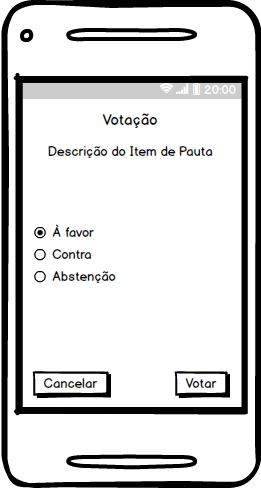 20:00
Votação
Descrição do Item de Pauta
À favor
Contra
Abstenção
Cancelar
Votar